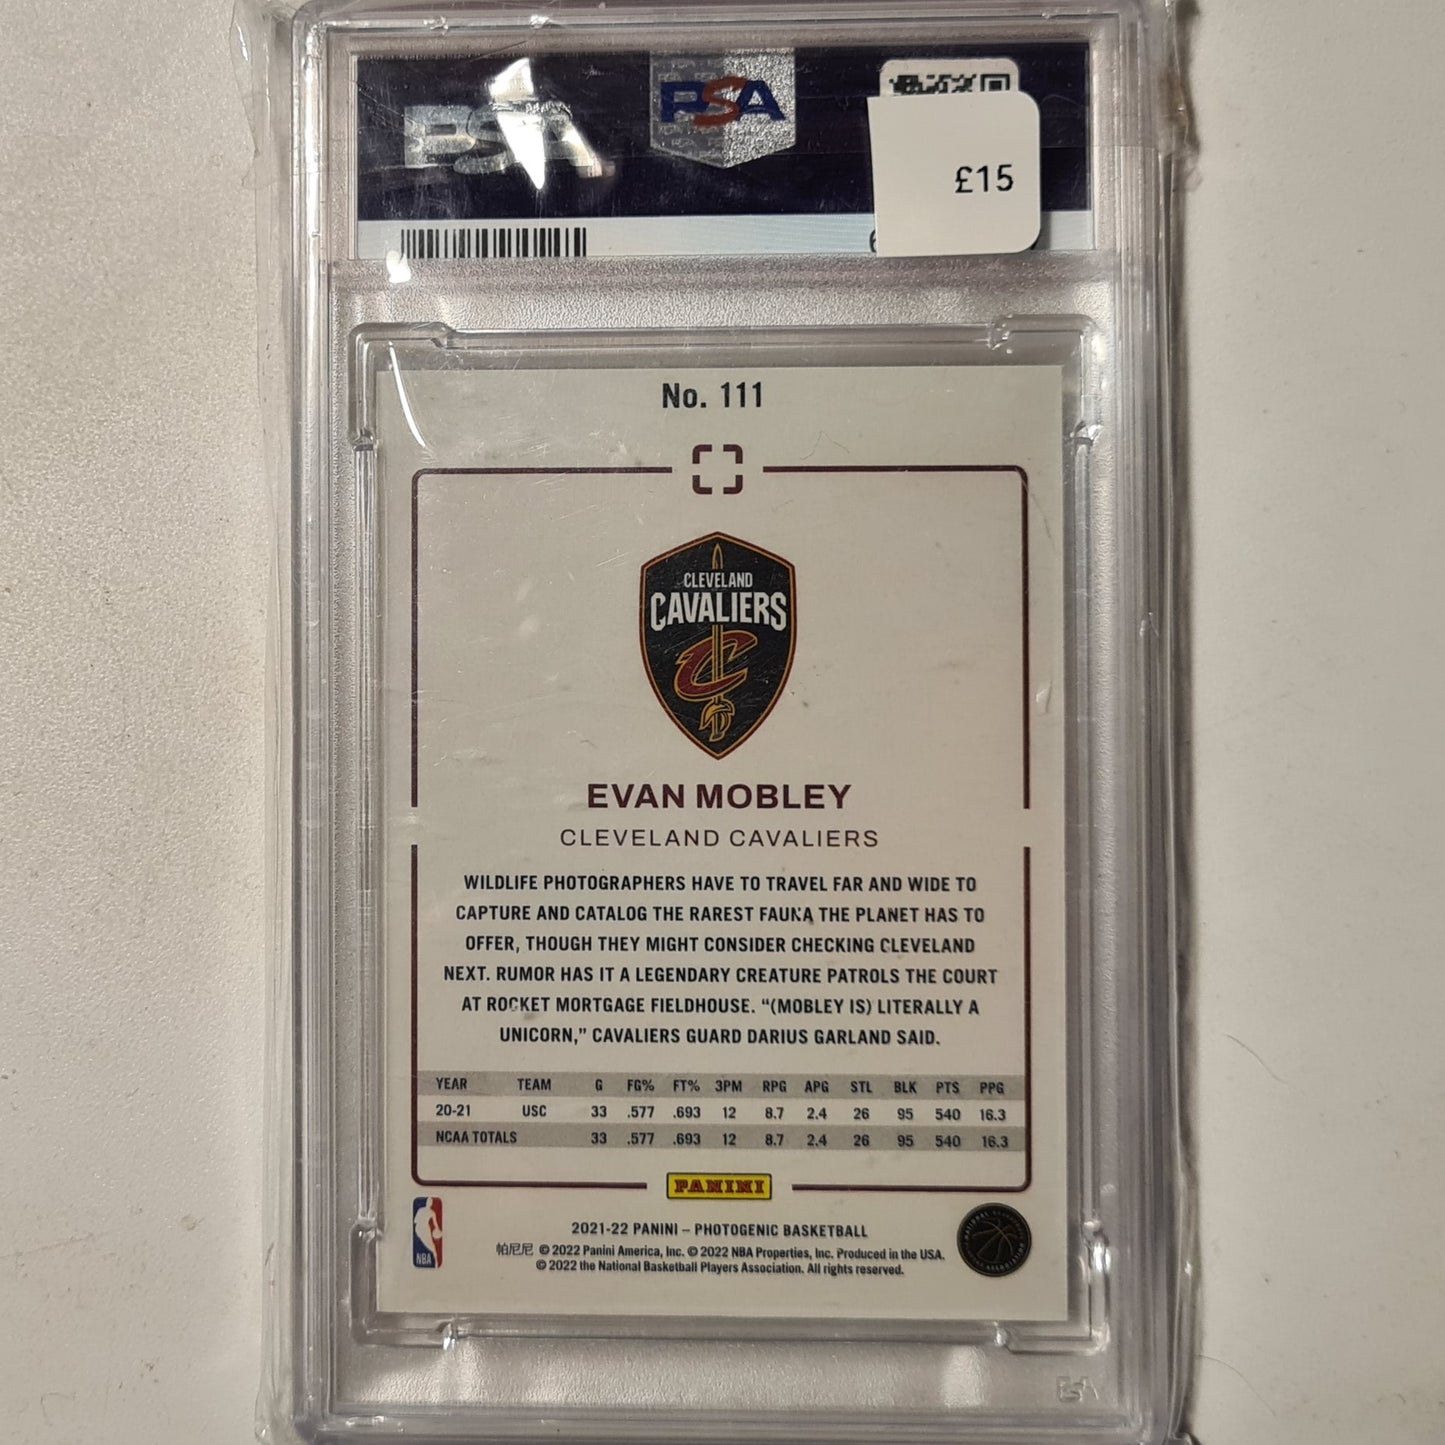 PSA
PSA
£15
No. 111
CLEVELAND
CAVALIERS
EVAN MOBLEY
CLEVELAND CAVALIERS
WILDLIFE PHOTOGRAPHERS HAVE TO TRAVEL FAR AND WIDE TO
CAPTURE AND CATALOG THE RAREST FAUNA THE PLANET HAS TO
OFFER, THOUGH THEY MIGHT CONSIDER CHECKING CLEVELAND
NEXT. RUMOR HAS IT A LEGENDARY CREATURE PATROLS THE COURT
AT ROCKET MORTGAGE FIELDHOUSE. “(MOBLEY IS) LITERALLY A
UNICORN,” CAVALIERS GUARD DARIUS GARLAND SAID.
YEAR TEAM G FG% FT% 3PM RPG APG STL BLK PTS PPG
20-21 USC 33 .577 .693 12 8.7 2.4 26 95 540 16.3
NCAA TOTALS 33 .577 .693 12 8.7 2.4 26 95 540 16.3
PANINI
NBA
2021-22 PANINI – PHOTOGENIC BASKETBALL
帕尼尼 © 2022 Panini America, Inc. © 2022 NBA Properties, Inc. Produced in the USA.
© 2022 the National Basketball Players Association. All rights reserved.